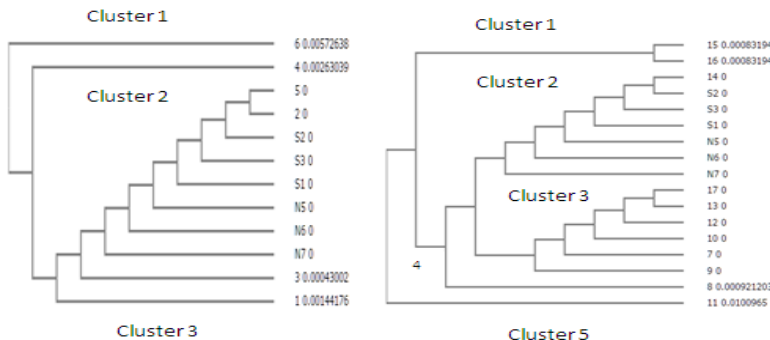 Cluster 1
6 0.00572638
4 0.00263039
Cluster 2
5 0
2 0
S2 0
S3 0
S1 0
N5 0
N6 0
N7 0
3 0.00043002
1 0.00144176
Cluster 3
Cluster 1
15 0.00083194
16 0.00083194
Cluster 2
14 0
S2 0
S3 0
S1 0
N5 0
N6 0
N7 0
Cluster 3
17 0
13 0
12 0
10 0
7 0
9 0
4
8 0.000921203
11 0.0100965
Cluster 5